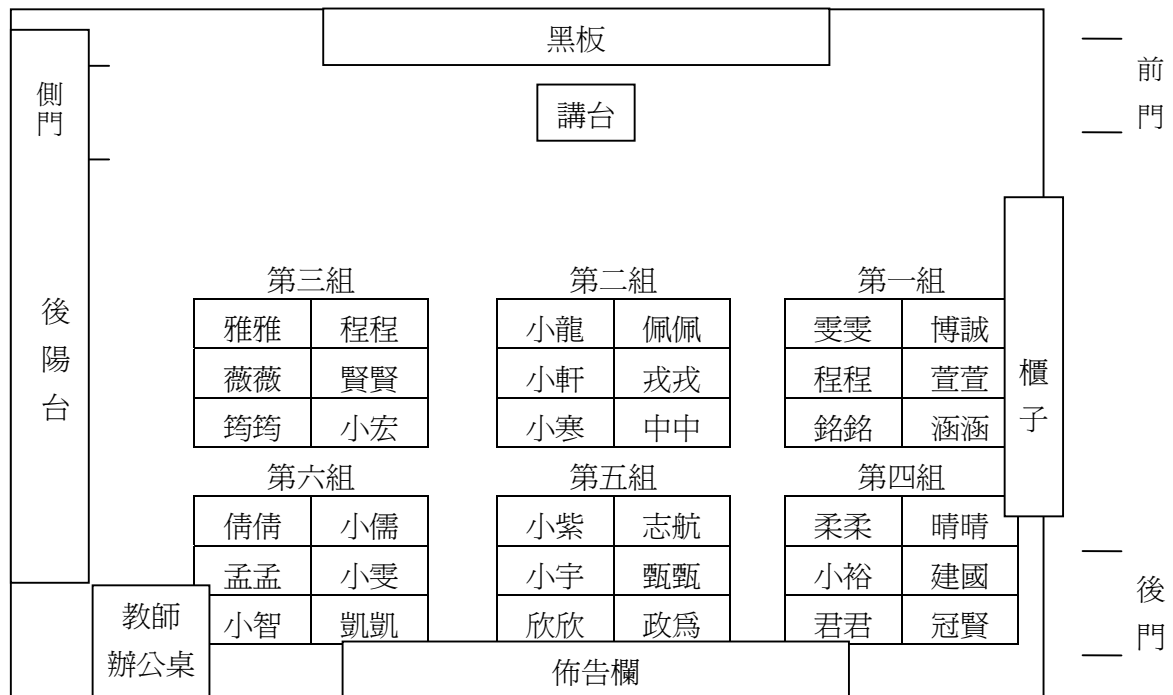 黑板
講台
前門
側門
後陽台
櫃子
第三組 第二組 第一組
雅雅 程程 小龍 佩佩 雯雯 博誠
薇薇 賢賢 小軒 戎戎 程程 萱萱
筠筠 小宏 小寒 中中 銘銘 涵涵
第六組 第五組 第四組
倩倩 小儒 小紫 志航 柔柔 晴晴
孟孟 小雯 小宇 甄甄 小裕 建國
小智 凱凱 欣欣 政爲 君君 冠賢
教師
辦公桌
佈告欄
後門